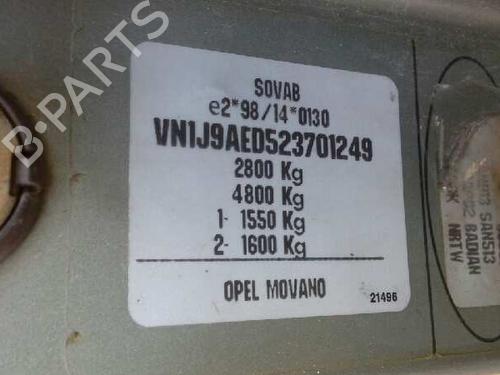 B-PARTS
SOVAB
e2*98/14*0130
VN1J9AED523701249
2800 Kg
4800 Kg
1- 1550 Kg
2- 1600 Kg
OPEL MOVANO
21496
NRTW